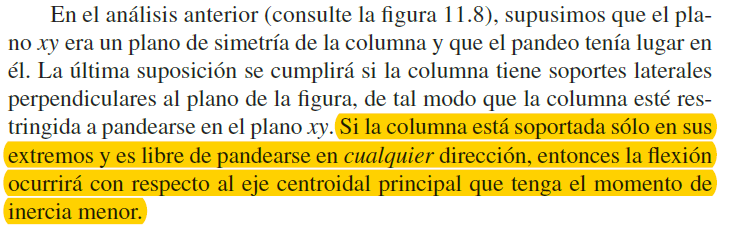 En el análisis anterior (consulte la figura 11.8), supusimos que el pla-
no xy era un plano de simetría de la columna y que el pandeo tenía lugar en
él. La última suposición se cumplirá si la columna tiene soportes laterales
perpendiculares al plano de la figura, de tal modo que la columna esté res-
tringida a pandearse en el plano xy. Si la columna está soportada sólo en sus
extremos y es libre de pandearse en cualquier dirección, entonces la flexión
ocurrirá con respecto al eje centroidal principal que tenga el momento de
inercia menor.